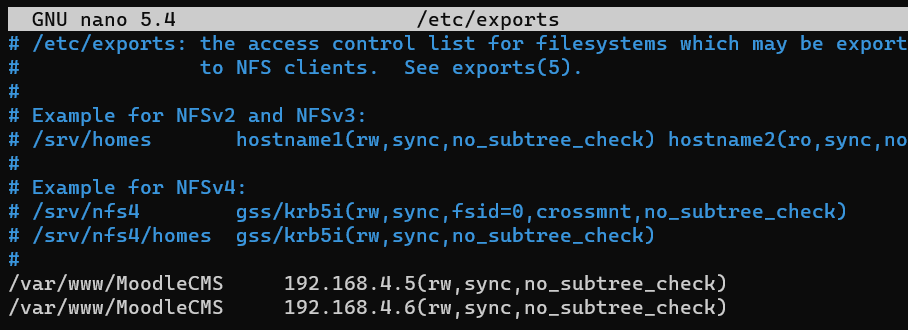 GNU nano 5.4 /etc/exports
# /etc/exports: the access control list for filesystems which may be export
# to NFS clients. See exports(5).
#
# Example for NFSv2 and NFSv3:
# /srv/homes hostname1(rw,sync,no_subtree_check) hostname2(ro,sync,no
#
# Example for NFSv4:
# /srv/nfs4 gss/krb5i(rw,sync,fsid=0,crossmnt,no_subtree_check)
# /srv/nfs4/homes gss/krb5i(rw,sync,no_subtree_check)
#
/var/www/MoodleCMS 192.168.4.5(rw,sync,no_subtree_check)
/var/www/MoodleCMS 192.168.4.6(rw,sync,no_subtree_check)